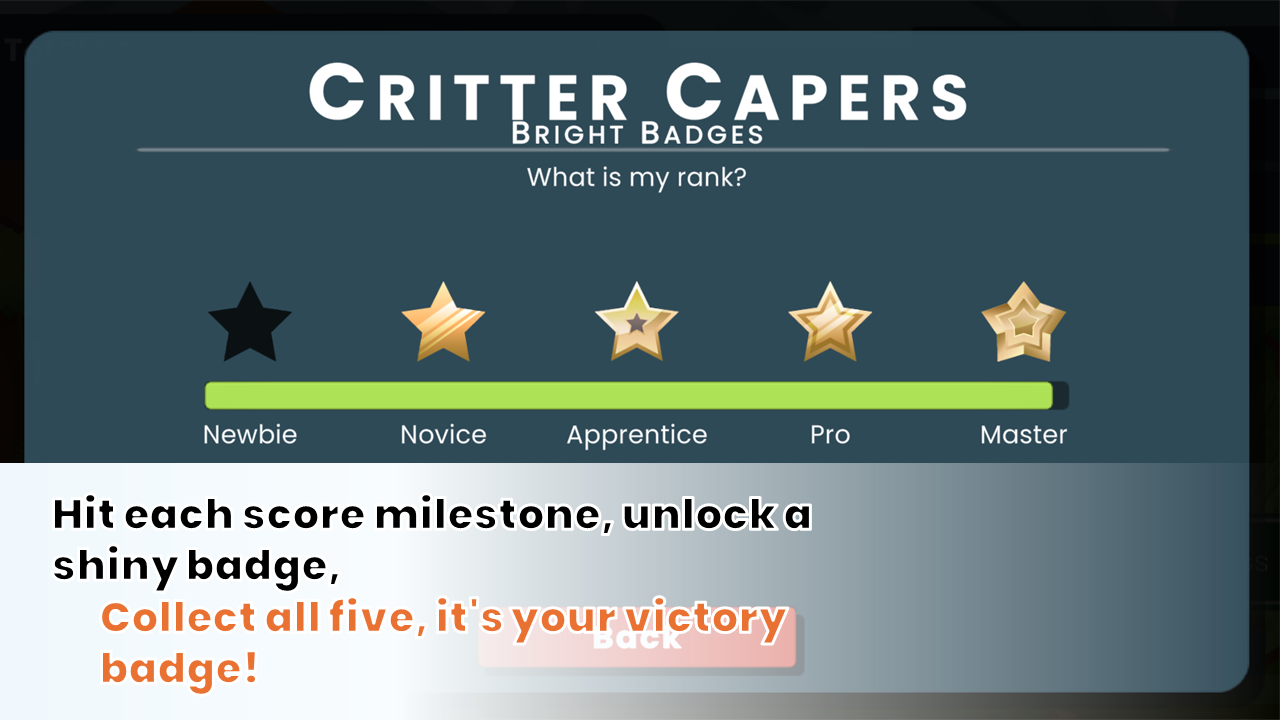 CRITTER CAPERS
BRIGHT BADGES
What is my rank?
Newbie Novice Apprentice Pro Master
Hit each score milestone, unlock a
shiny badge,
Collect all five, it's your victory
badge!
Back